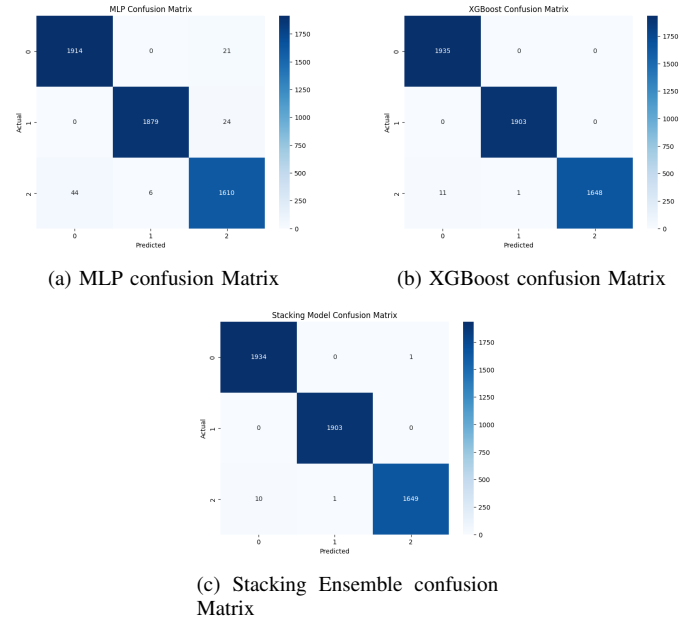 MLP Confusion Matrix
0 1914 0 21
Actual 1 0 1879 24
2 44 6 1610
0 1 2
Predicted
1750
1500
1250
1000
750
500
250
0
(a) MLP confusion Matrix
XGBoost Confusion Matrix
0 1935 0 0
Actual 1 0 1903 0
2 11 1 1648
0 1 2
Predicted
1750
1500
1250
1000
750
500
250
0
(b) XGBoost confusion Matrix
Stacking Model Confusion Matrix
0 1934 0 1
Actual 1 0 1903 0
2 10 1 1649
0 1 2
Predicted
1750
1500
1250
1000
750
500
250
0
(c) Stacking Ensemble confusion
Matrix